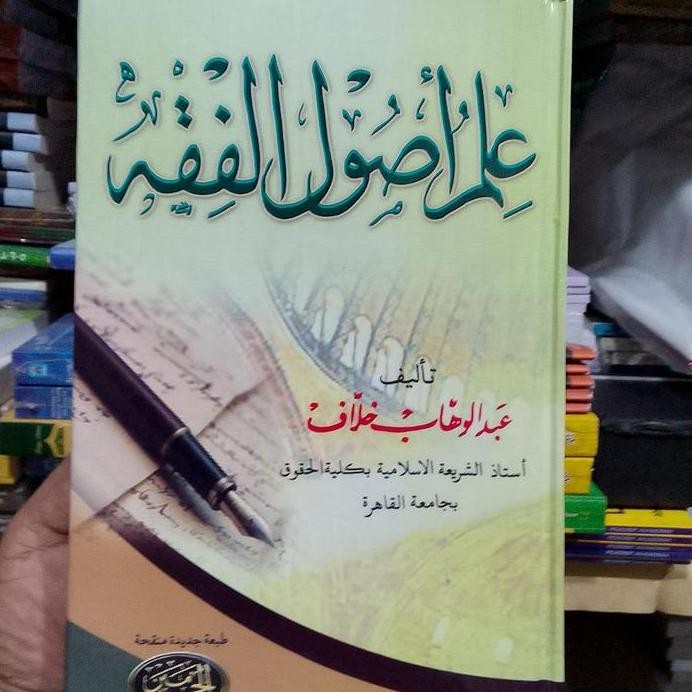 علم أصول الفقه
تأليف
عبد الوهاب خلاف
أستاذ الشريعة الاسلامية بكلية الحقوق
بجامعة القاهرة
طبعة جديدة منقحة